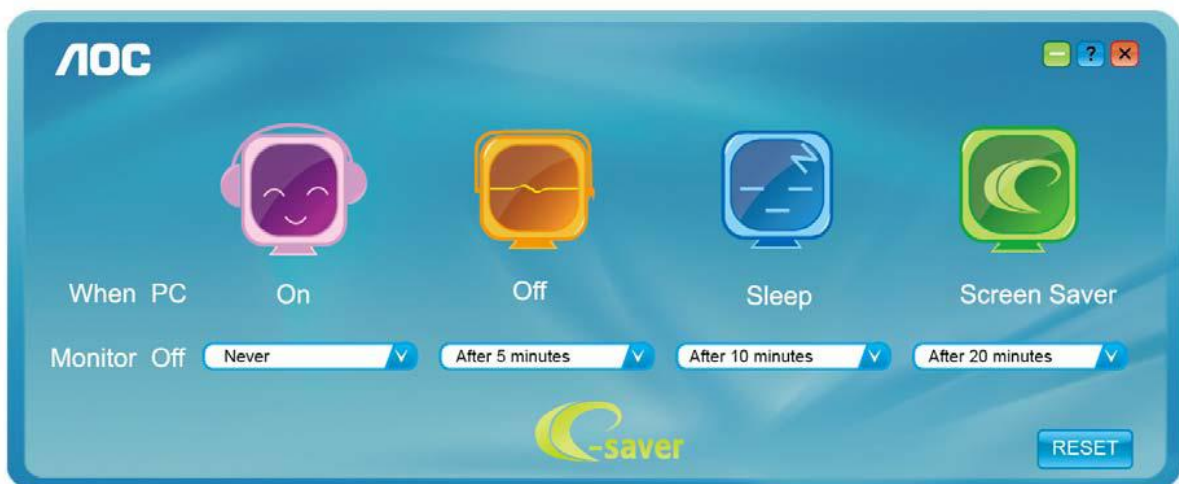 AOC
?
When PC On Off Sleep Screen Saver
Monitor Off Never After 5 minutes After 10 minutes After 20 minutes
e-saver
RESET